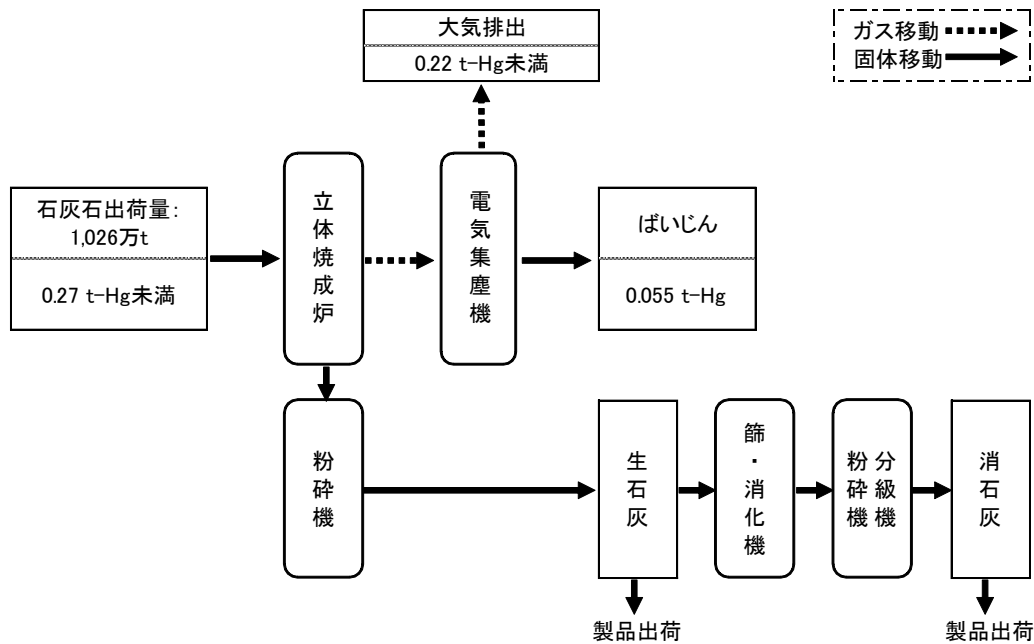 大気排出
0.22 t-Hg未満
ガス移動
固体移動
石灰石出荷量：
1,026万t
0.27 t-Hg未満
立体焼成炉
電気集塵機
ばいじん
0.055 t-Hg
粉砕機
生石灰
篩・消化機
分級機
粉砕機
消石灰
製品出荷
製品出荷